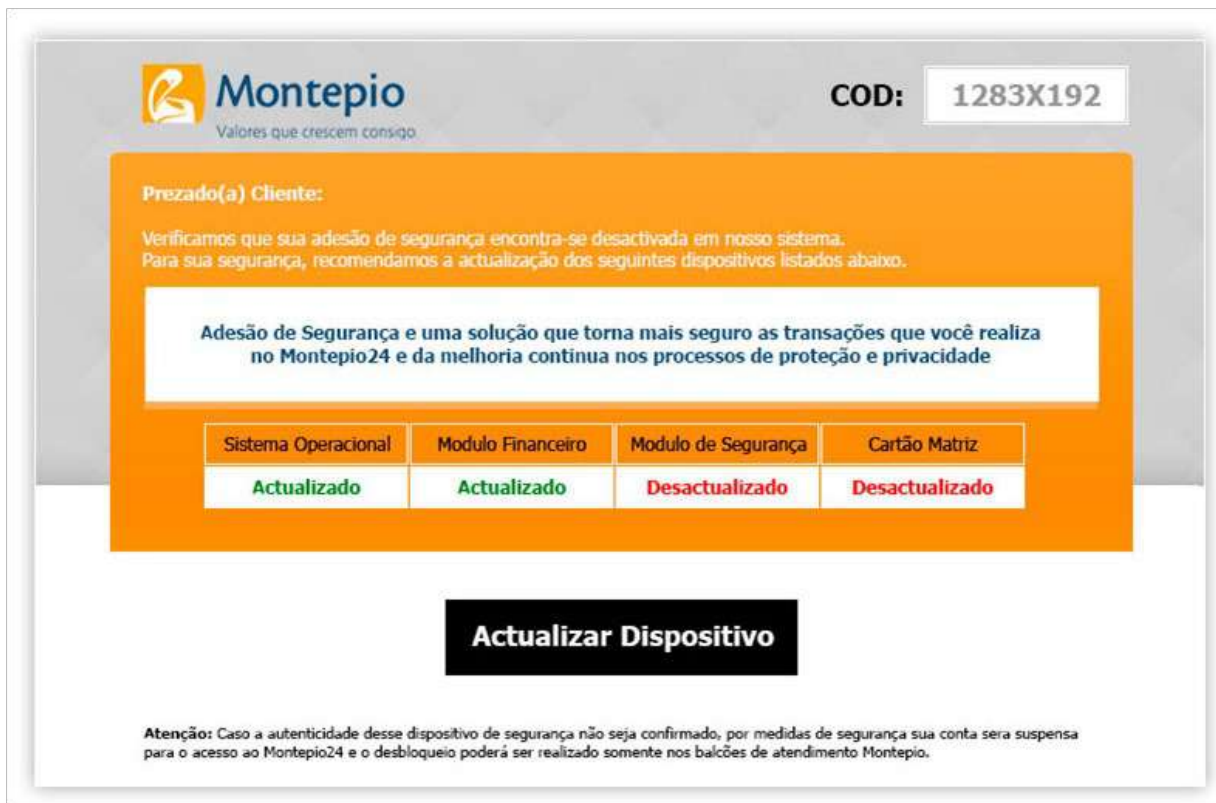 Montepio
Valores que crescem consigo
COD: 1283X192
Prezado(a) Cliente:
Verificamos que sua adesão de segurança encontra-se desactivada em nosso sistema.
Para sua segurança, recomendamos a actualização dos seguintes dispositivos listados abaixo.
Adesão de Segurança e uma solução que torna mais seguro as transações que você realiza
no Montepio24 e da melhoria continua nos processos de proteção e privacidade
Sistema Operacional Modulo Financeiro Modulo de Segurança Cartão Matriz
Actualizado Actualizado Desactualizado Desactualizado
Actualizar Dispositivo
Atenção: Caso a autenticidade desse dispositivo de segurança não seja confirmado, por medidas de segurança sua conta sera suspensa
para o acesso ao Montepio24 e o desbloqueio poderá ser realizado somente nos balcões de atendimento Montepio.